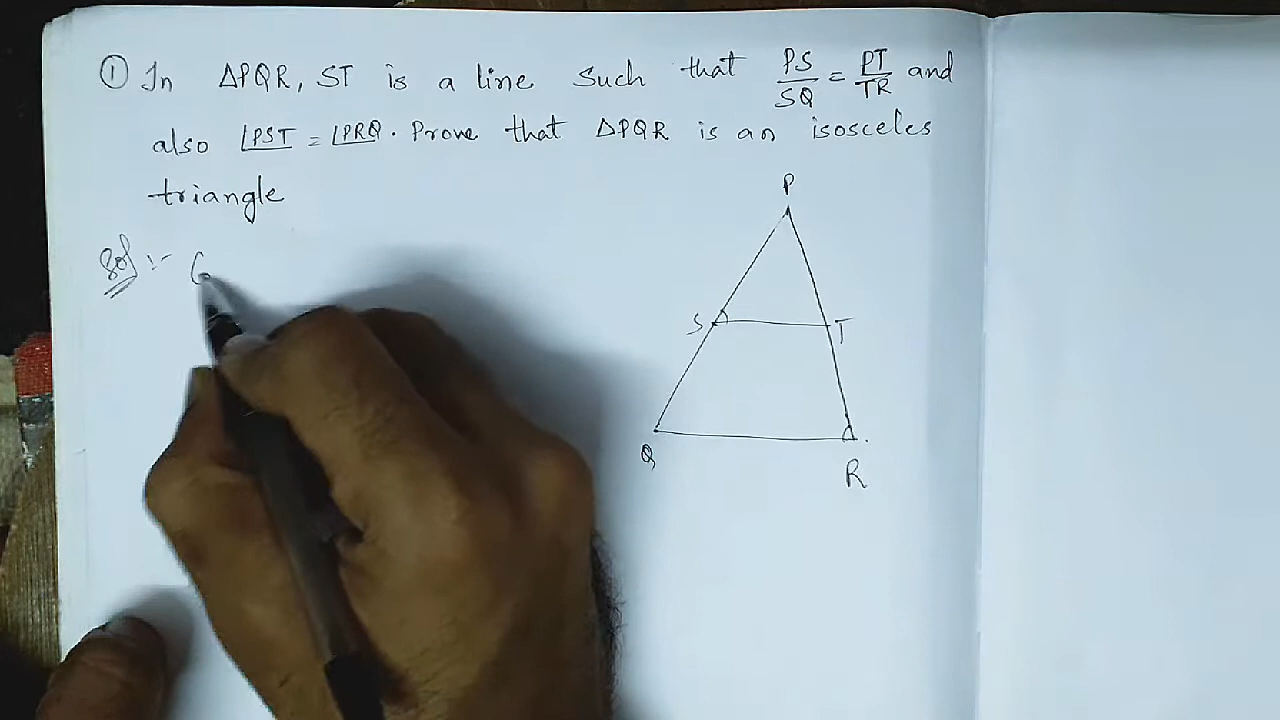 ① In ΔPQR, ST is a line such that PS/SQ = PT/TR and
also ∠PST = ∠PRQ. Prove that ΔPQR is an isosceles
triangle
Sol :-
P
S T
Q
R